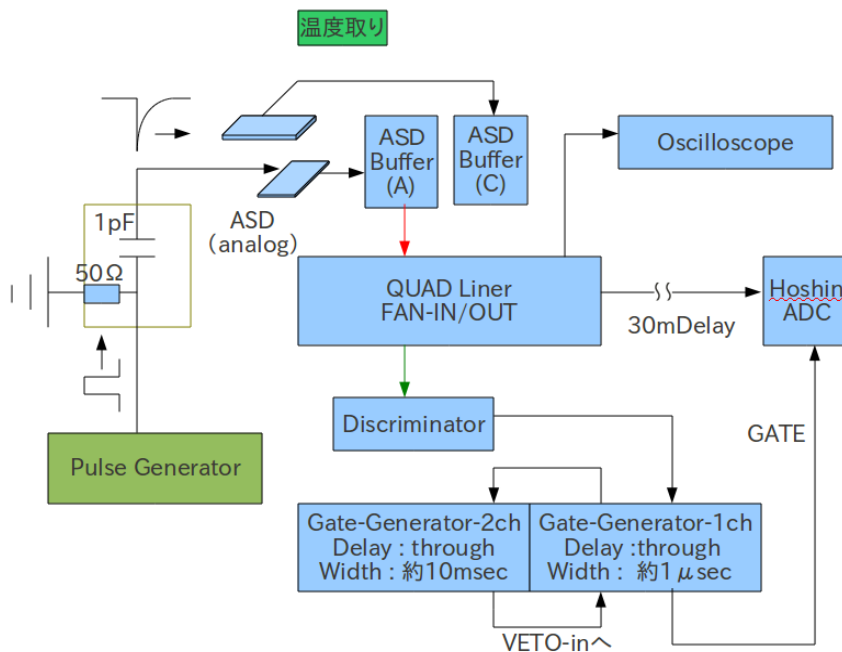 温度取り
ASD
Buffer
(A)
ASD
Buffer
(C)
Oscilloscope
1pF
ASD
(analog)
50Ω
QUAD Liner
FAN-IN/OUT
30mDelay
Hoshin
ADC
Discriminator
GATE
Pulse Generator
Gate-Generator-2ch
Delay : through
Width : 約10msec
Gate-Generator-1ch
Delay :through
Width : 約1μsec
VETO-inへ